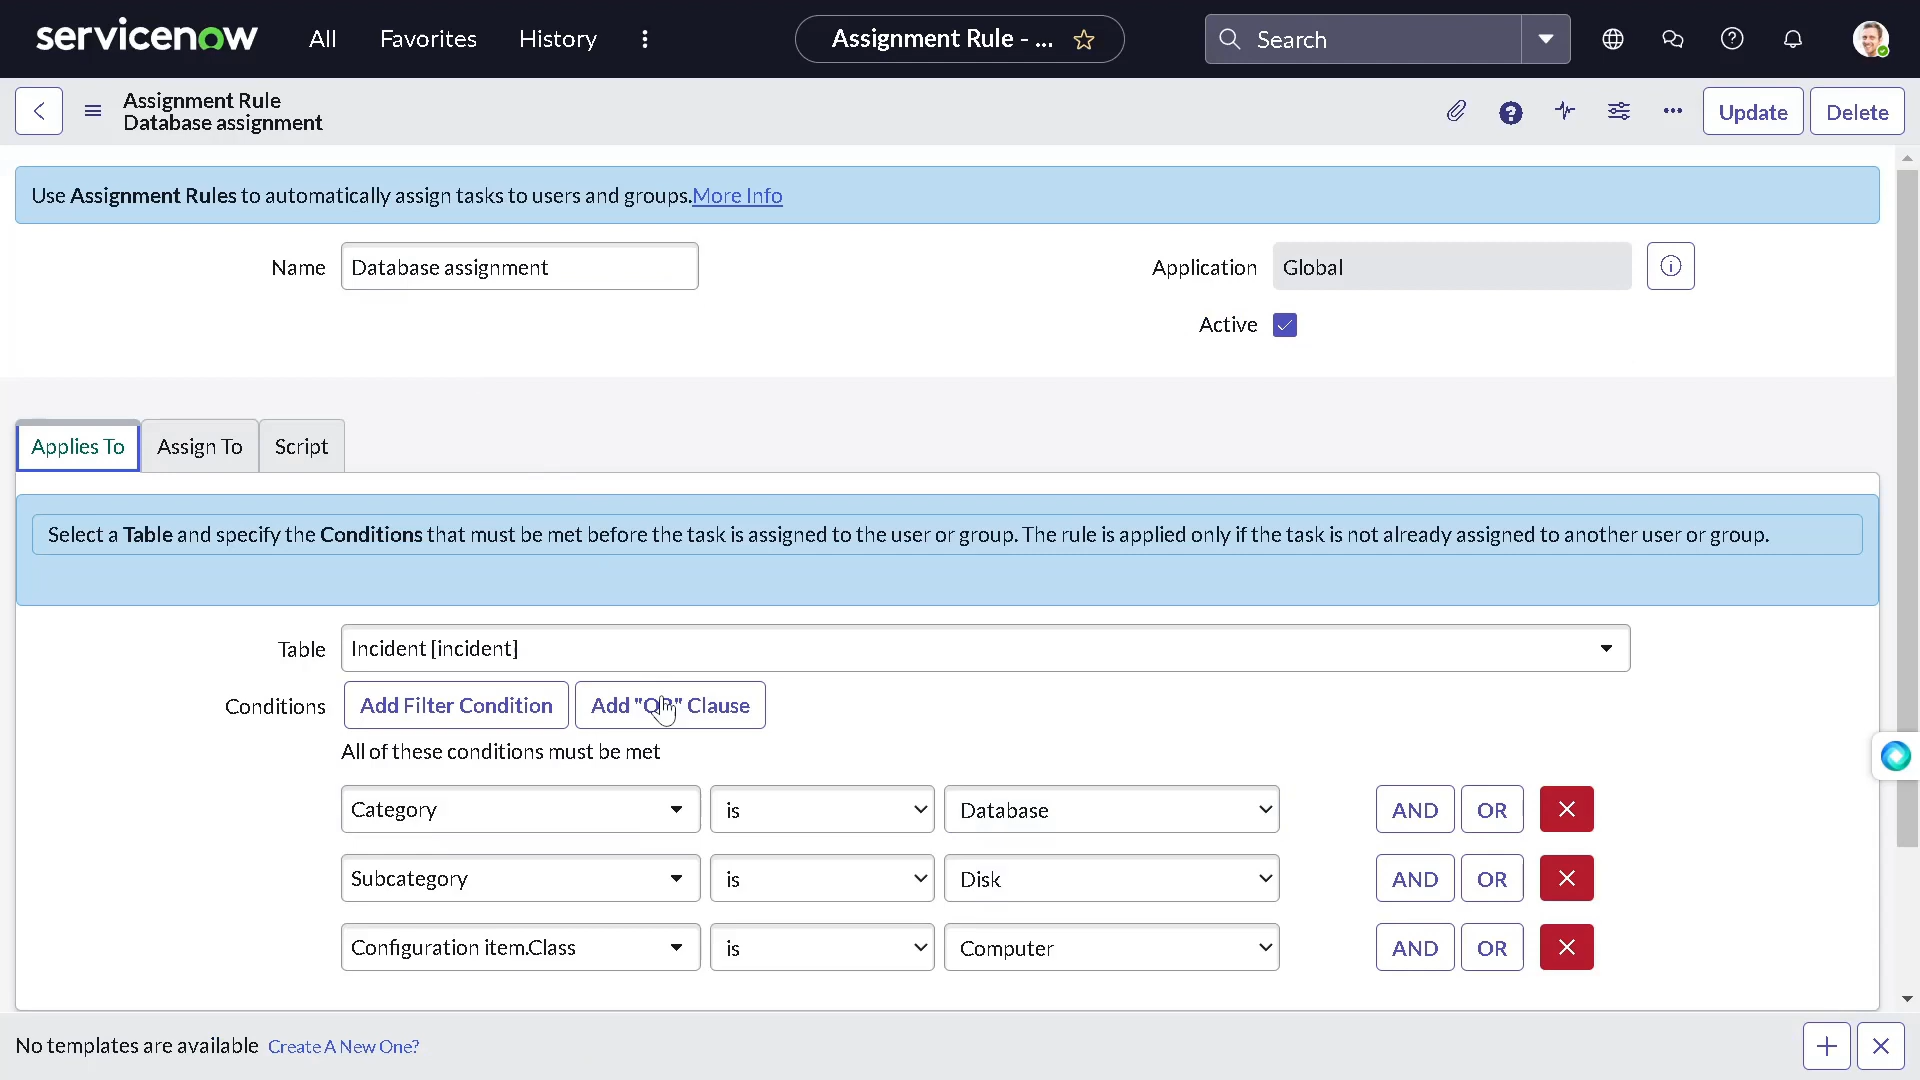 servicenow All Favorites History Assignment Rule - ... Search
Assignment Rule
Database assignment
Update Delete
Use Assignment Rules to automatically assign tasks to users and groups.More Info
Name Database assignment Application Global
Active
Applies To Assign To Script
Select a Table and specify the Conditions that must be met before the task is assigned to the user or group. The rule is applied only if the task is not already assigned to another user or group.
Table Incident [incident]
Conditions Add Filter Condition Add "OR" Clause
All of these conditions must be met
Category is Database AND OR
Subcategory is Disk AND OR
Configuration item.Class is Computer AND OR
No templates are available Create A New One?